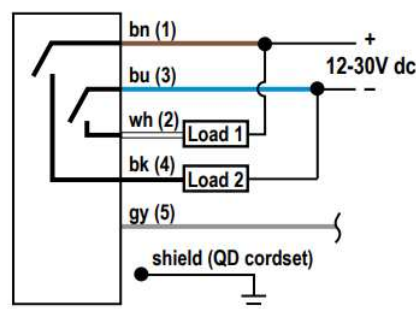 bn (1)
+
12-30V dc
bu (3)
–
wh (2)
Load 1
bk (4)
Load 2
gy (5)
shield (QD cordset)